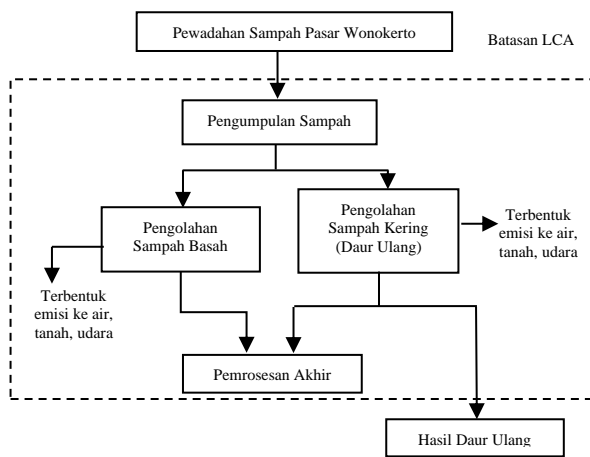 Pewadahan Sampah Pasar Wonokerto
Batasan LCA
Pengumpulan Sampah
Pengolahan
Sampah Basah
Pengolahan
Sampah Kering
(Daur Ulang)
Terbentuk
emisi ke air,
tanah, udara
Terbentuk
emisi ke air,
tanah, udara
Pemrosesan Akhir
Hasil Daur Ulang